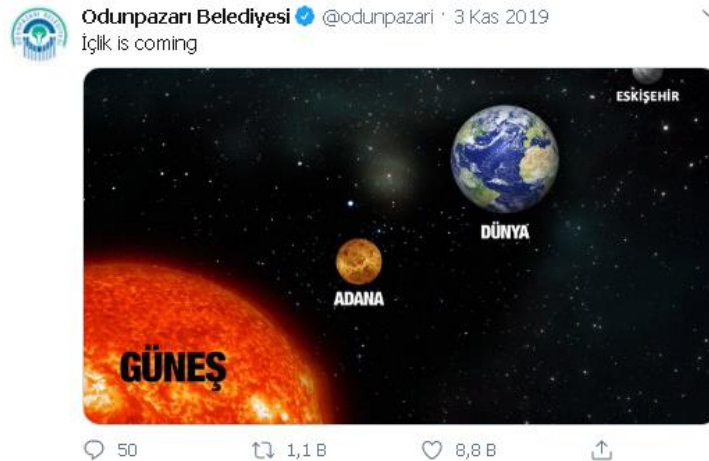 Odunpazarı Belediyesi @odunpazari · 3 Kas 2019
İçlik is coming
ESKİŞEHİR
DÜNYA
ADANA
GÜNEŞ
50 1,1 B 8,8 B